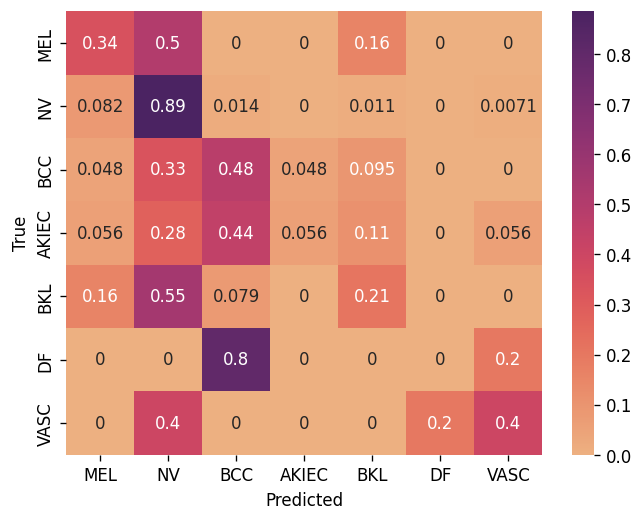 MEL 0.34 0.5 0 0 0.16 0 0
NV 0.082 0.89 0.014 0 0.011 0 0.0071
BCC 0.048 0.33 0.48 0.048 0.095 0 0
AKIEC 0.056 0.28 0.44 0.056 0.11 0 0.056
BKL 0.16 0.55 0.079 0 0.21 0 0
DF 0 0 0.8 0 0 0 0.2
VASC 0 0.4 0 0 0 0.2 0.4
True
MEL NV BCC AKIEC BKL DF VASC
Predicted
0.8
0.7
0.6
0.5
0.4
0.3
0.2
0.1
0.0